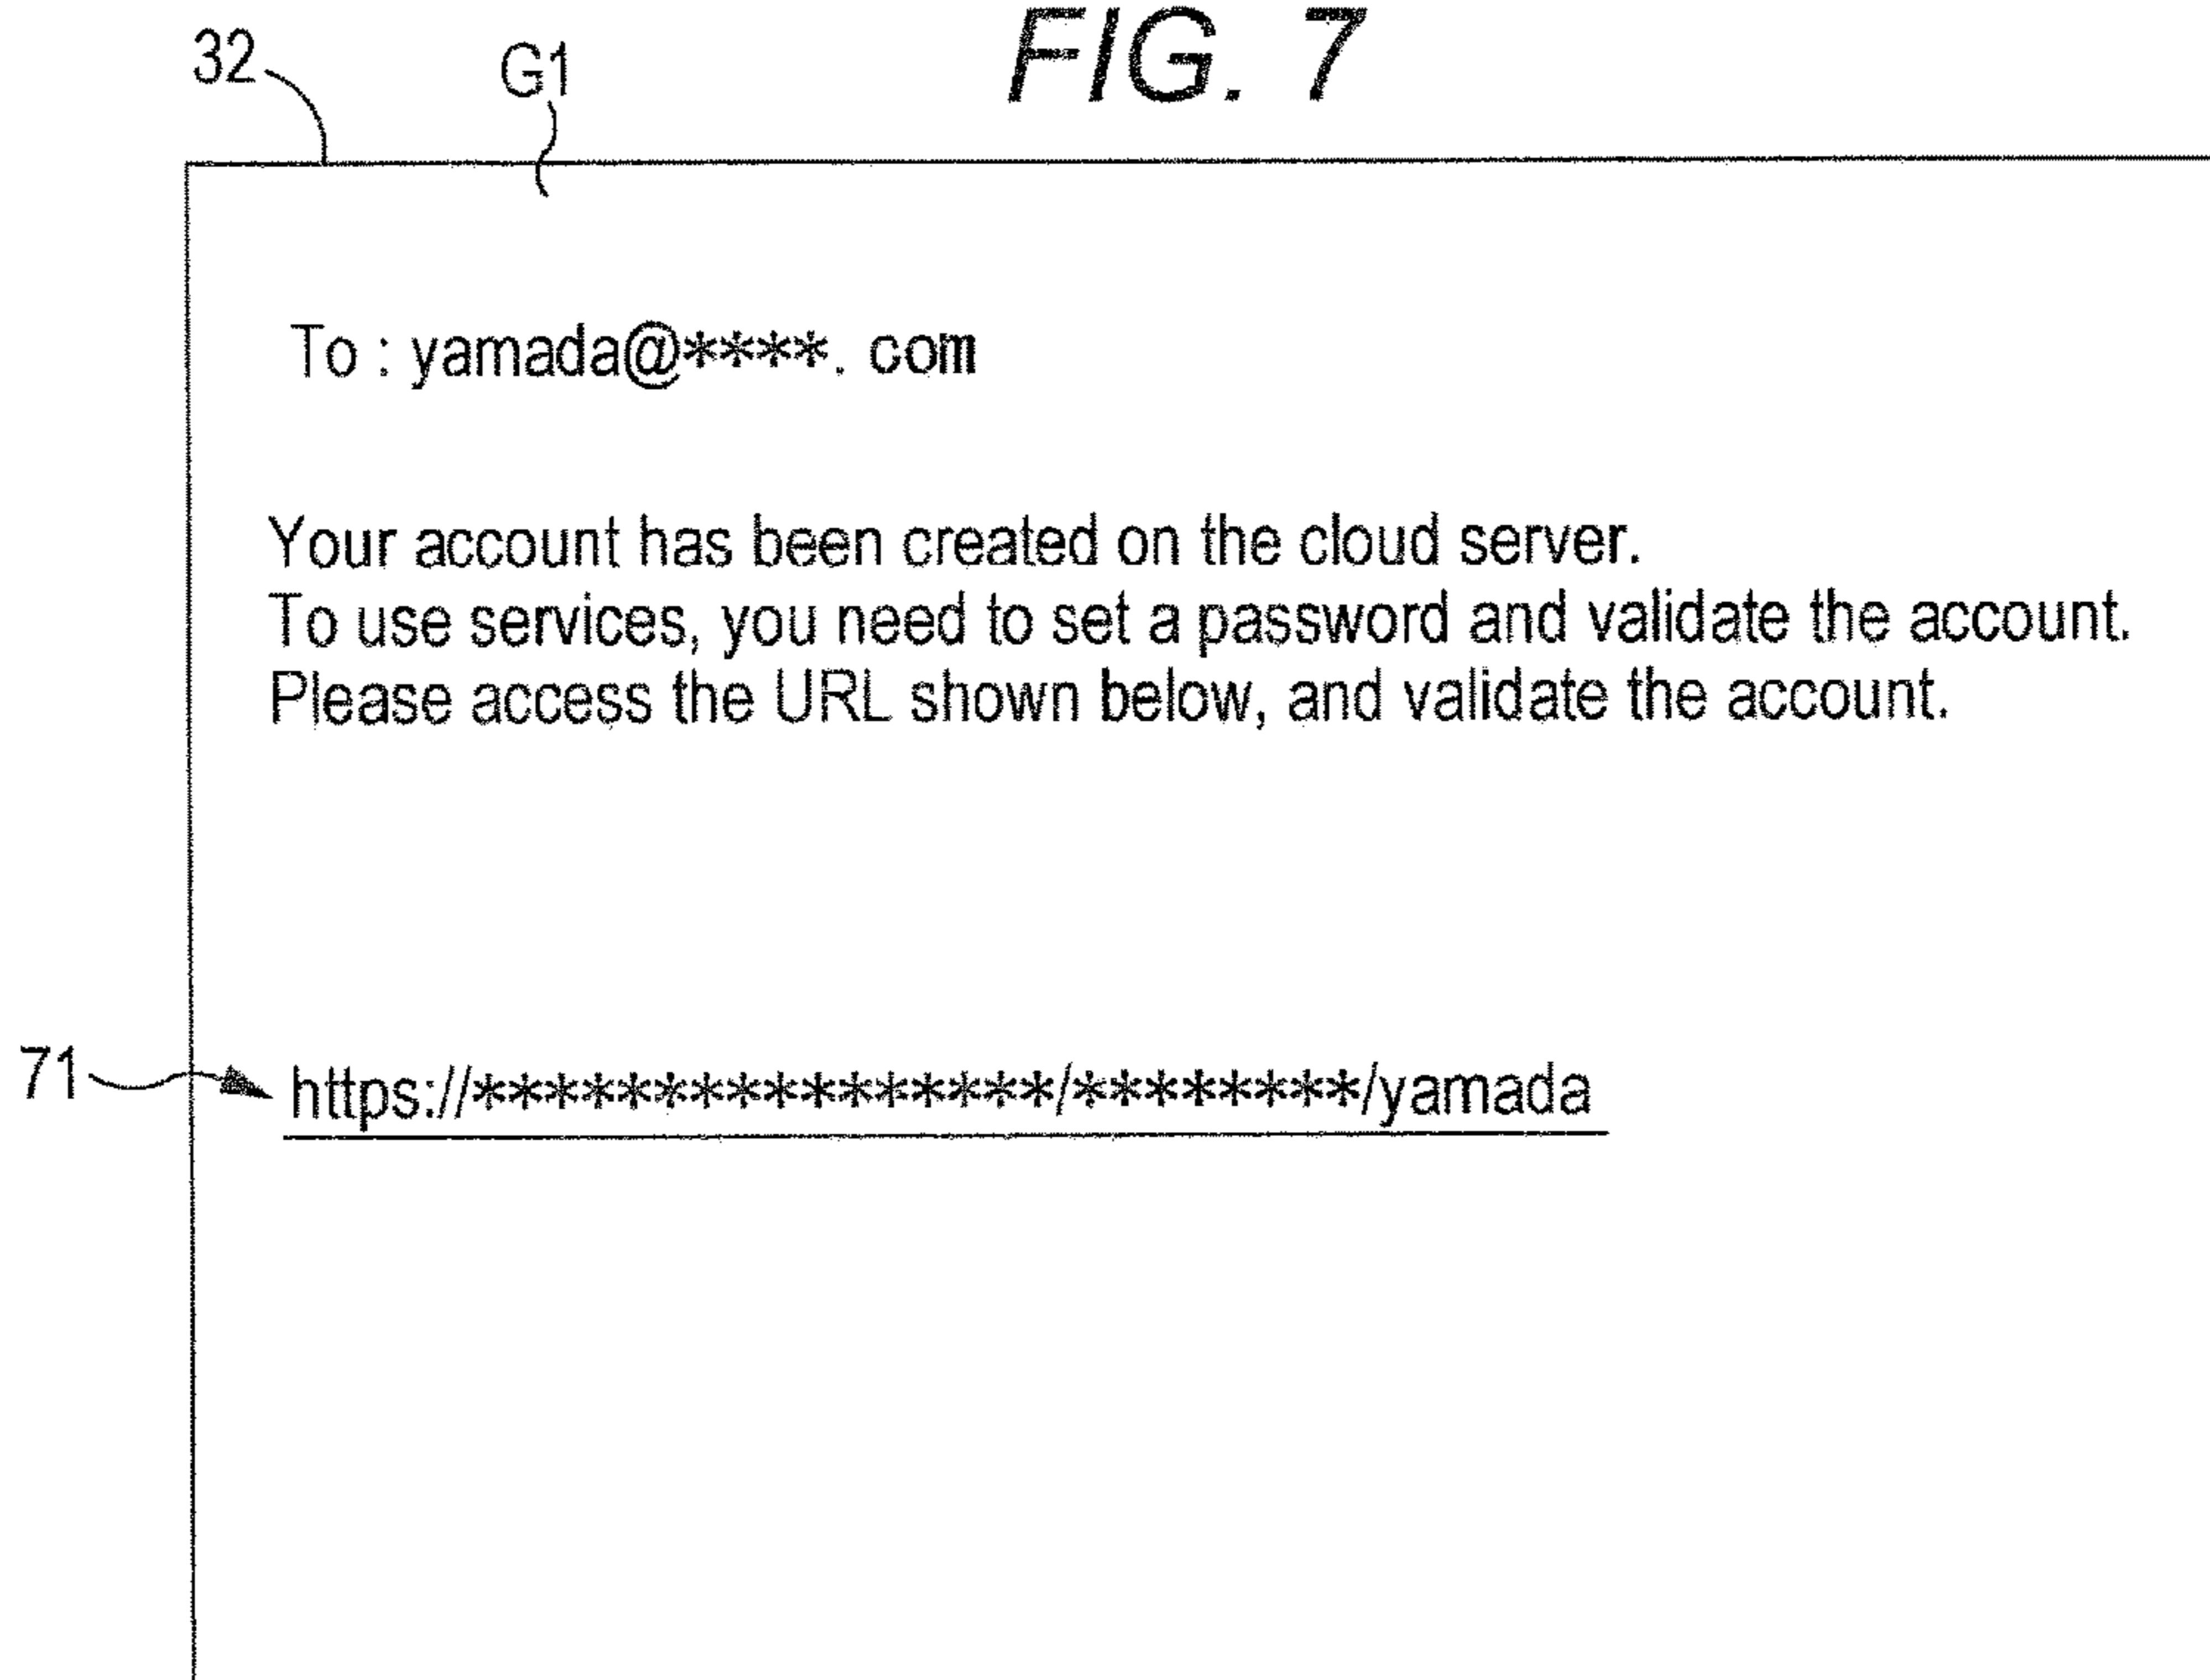 FIG. 7
32
G1
To : yamada@****. com
Your account has been created on the cloud server.
To use services, you need to set a password and validate the account.
Please access the URL shown below, and validate the account.
71
https://****************/********/yamada